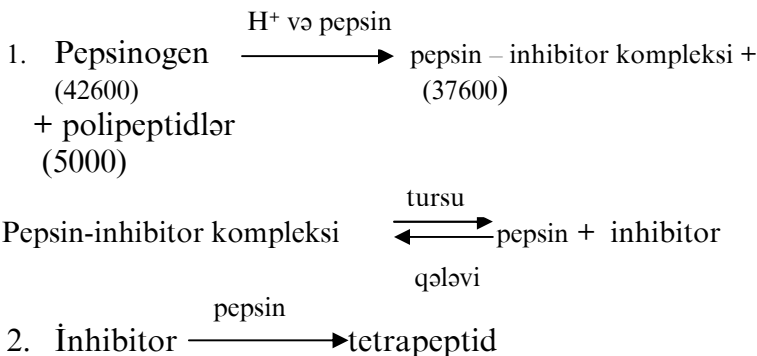 H⁺ və pepsin
1. Pepsinogen → pepsin – inhibitor kompleksi +
(42600) (37600)
+ polipeptidlər
(5000)
tursu
Pepsin-inhibitor kompleksi ⇄ pepsin + inhibitor
qələvi
pepsin
2. İnhibitor → tetrapeptid